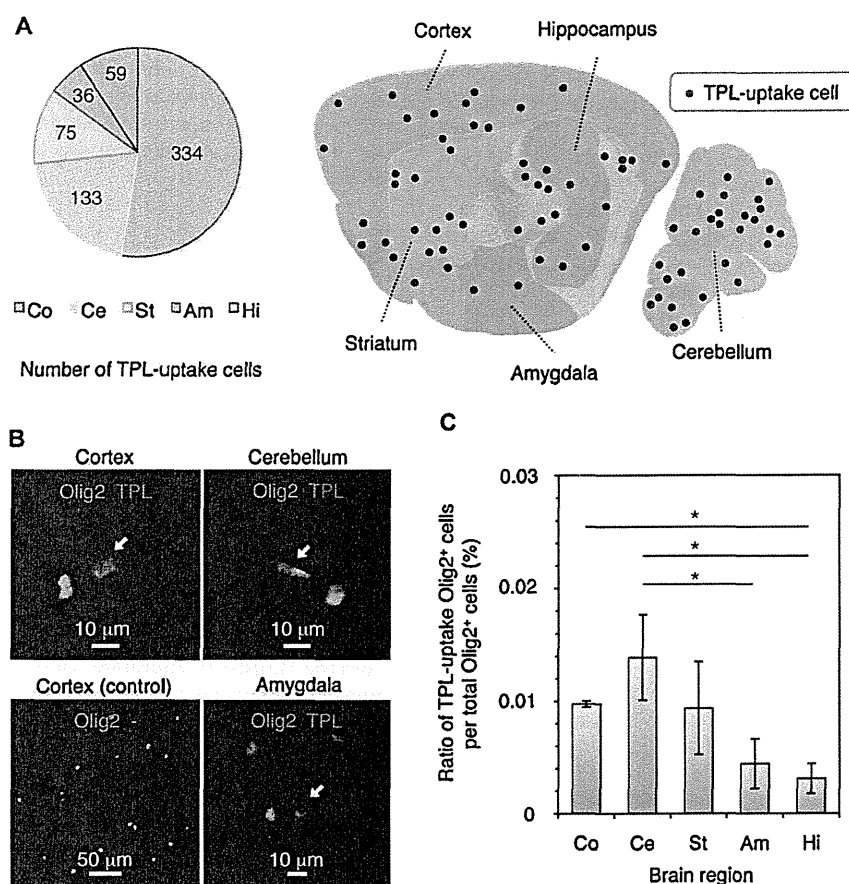 A
59
36
75
334
133
Co Ce St Am Hi
Number of TPL-uptake cells
Cortex
Hippocampus
TPL-uptake cell
Striatum
Amygdala
Cerebellum
B
Cortex
Cerebellum
Olig2 TPL
Olig2 TPL
10 µm
10 µm
Cortex (control)
Amygdala
Olig2 -
Olig2 TPL
50 µm
10 µm
C
Ratio of TPL-uptake Olig2⁺ cells
per total Olig2⁺ cells (%)
0.03
0.02
0.01
0
*
*
*
Co Ce St Am Hi
Brain region